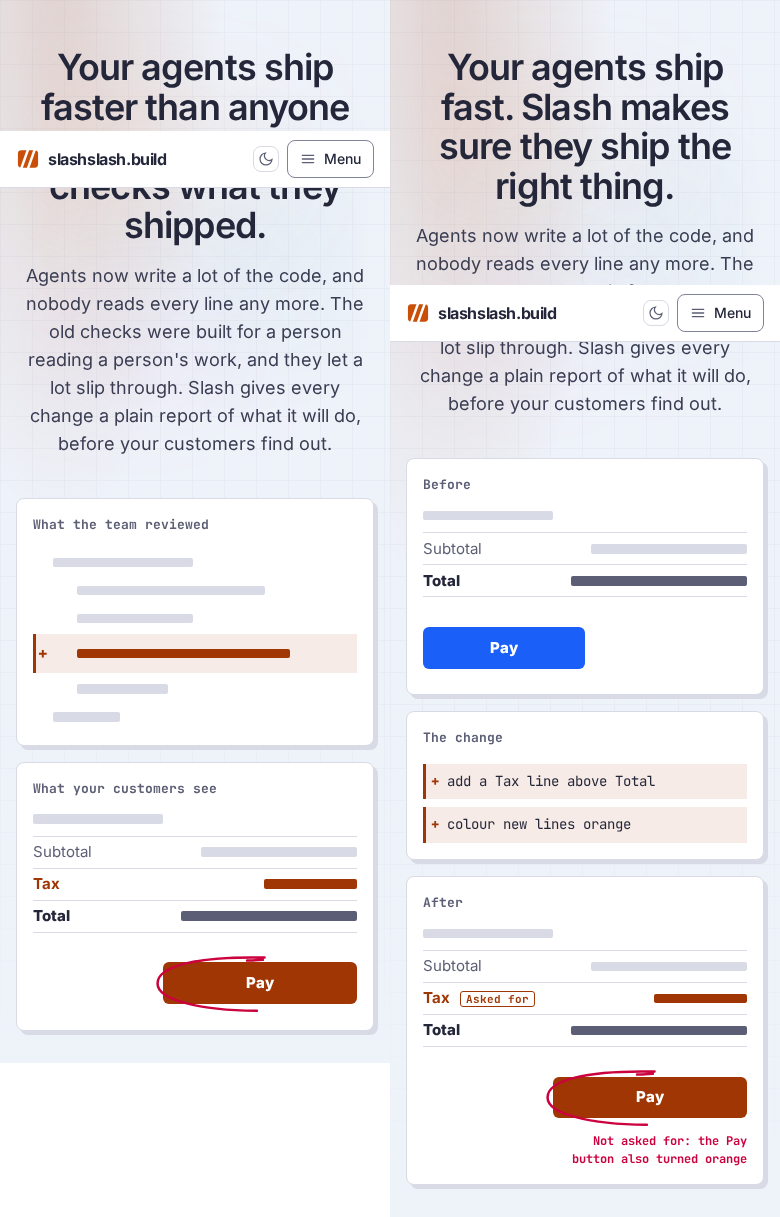 Your agents ship
faster than anyone
slashslash.build
Menu
checks what they
shipped.
Agents now write a lot of the code, and
nobody reads every line any more. The
old checks were built for a person
reading a person's work, and they let a
lot slip through. Slash gives every
change a plain report of what it will do,
before your customers find out.
What the team reviewed
+
What your customers see
Subtotal
Tax
Total
Pay
Your agents ship
fast. Slash makes
sure they ship the
right thing.
Agents now write a lot of the code, and
nobody reads every line any more. The
slashslash.build
Menu
lot slip through. Slash gives every
change a plain report of what it will do,
before your customers find out.
Before
Subtotal
Total
Pay
The change
+ add a Tax line above Total
+ colour new lines orange
After
Subtotal
Tax Asked for
Total
Pay
Not asked for: the Pay
button also turned orange